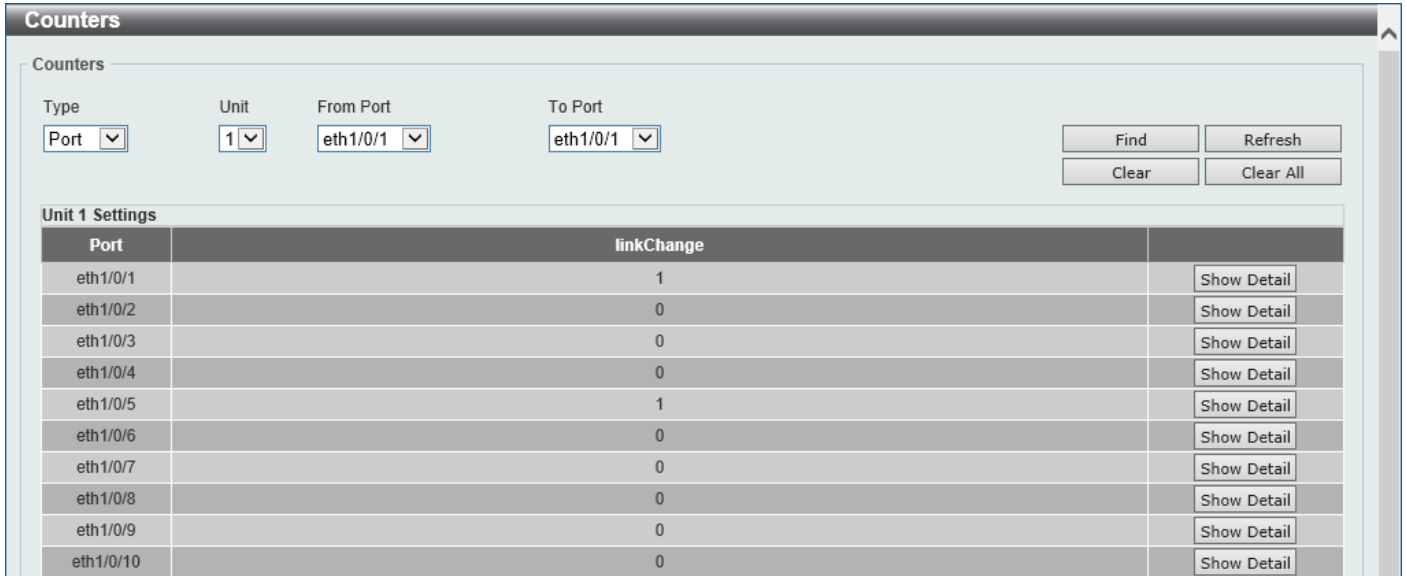 Counters
Counters
Type Unit From Port To Port
Port 1 eth1/0/1 eth1/0/1 Find Refresh
Clear Clear All
Unit 1 Settings
Port linkChange
eth1/0/1 1 Show Detail
eth1/0/2 0 Show Detail
eth1/0/3 0 Show Detail
eth1/0/4 0 Show Detail
eth1/0/5 1 Show Detail
eth1/0/6 0 Show Detail
eth1/0/7 0 Show Detail
eth1/0/8 0 Show Detail
eth1/0/9 0 Show Detail
eth1/0/10 0 Show Detail